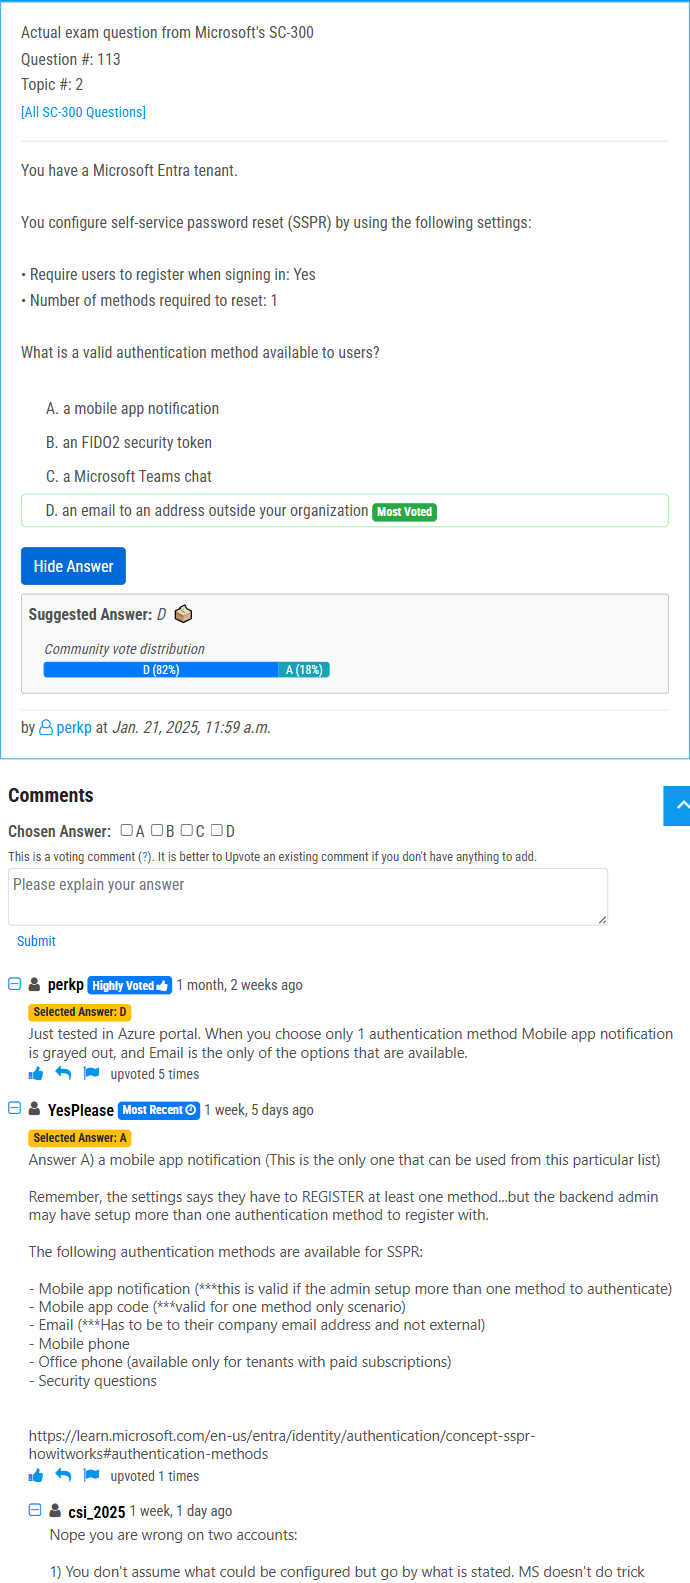 Actual exam question from Microsoft's SC-300
Question #: 113
Topic #: 2
[All SC-300 Questions]
You have a Microsoft Entra tenant.
You configure self-service password reset (SSPR) by using the following settings:
• Require users to register when signing in: Yes
• Number of methods required to reset: 1
What is a valid authentication method available to users?
A. a mobile app notification
B. an FIDO2 security token
C. a Microsoft Teams chat
D. an email to an address outside your organization Most Voted
Hide Answer
Suggested Answer: D
Community vote distribution
D (82%) A (18%)
by perkp at Jan. 21, 2025, 11:59 a.m.
Comments
Chosen Answer: A B C D
This is a voting comment (?). It is better to Upvote an existing comment if you don't have anything to add.
Please explain your answer
Submit
perkp Highly Voted 1 month, 2 weeks ago
Selected Answer: D
Just tested in Azure portal. When you choose only 1 authentication method Mobile app notification
is grayed out, and Email is the only of the options that are available.
upvoted 5 times
YesPlease Most Recent 1 week, 5 days ago
Selected Answer: A
Answer A) a mobile app notification (This is the only one that can be used from this particular list)
Remember, the settings says they have to REGISTER at least one method...but the backend admin
may have setup more than one authentication method to register with.
The following authentication methods are available for SSPR:
- Mobile app notification (***this is valid if the admin setup more than one method to authenticate)
- Mobile app code (***valid for one method only scenario)
- Email (***Has to be to their company email address and not external)
- Mobile phone
- Office phone (available only for tenants with paid subscriptions)
- Security questions
https://learn.microsoft.com/en-us/entra/identity/authentication/concept-sspr-
howitworks#authentication-methods
upvoted 1 times
csi_2025 1 week, 1 day ago
Nope you are wrong on two accounts:
1) You don't assume what could be configured but go by what is stated. MS doesn't do trick